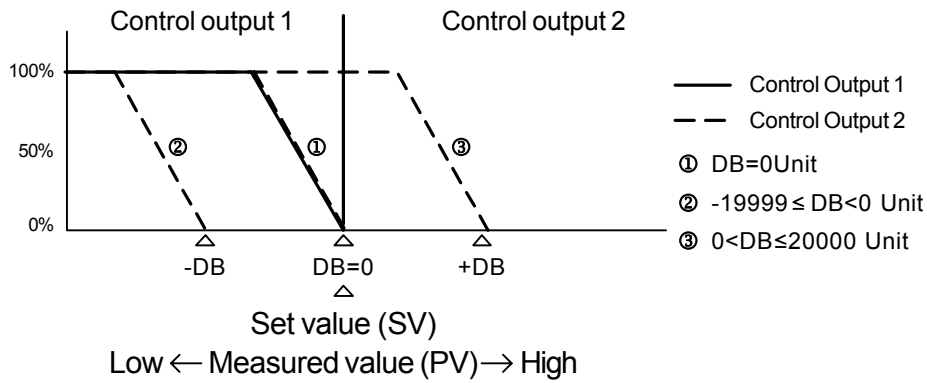 Control output 1
Control output 2
100%
50%
0%
②
①
③
-DB
DB=0
+DB
Set value (SV)
Low ← Measured value (PV) → High
Control Output 1
Control Output 2
① DB=0Unit
② -19999 ≤ DB<0 Unit
③ 0<DB≤20000 Unit